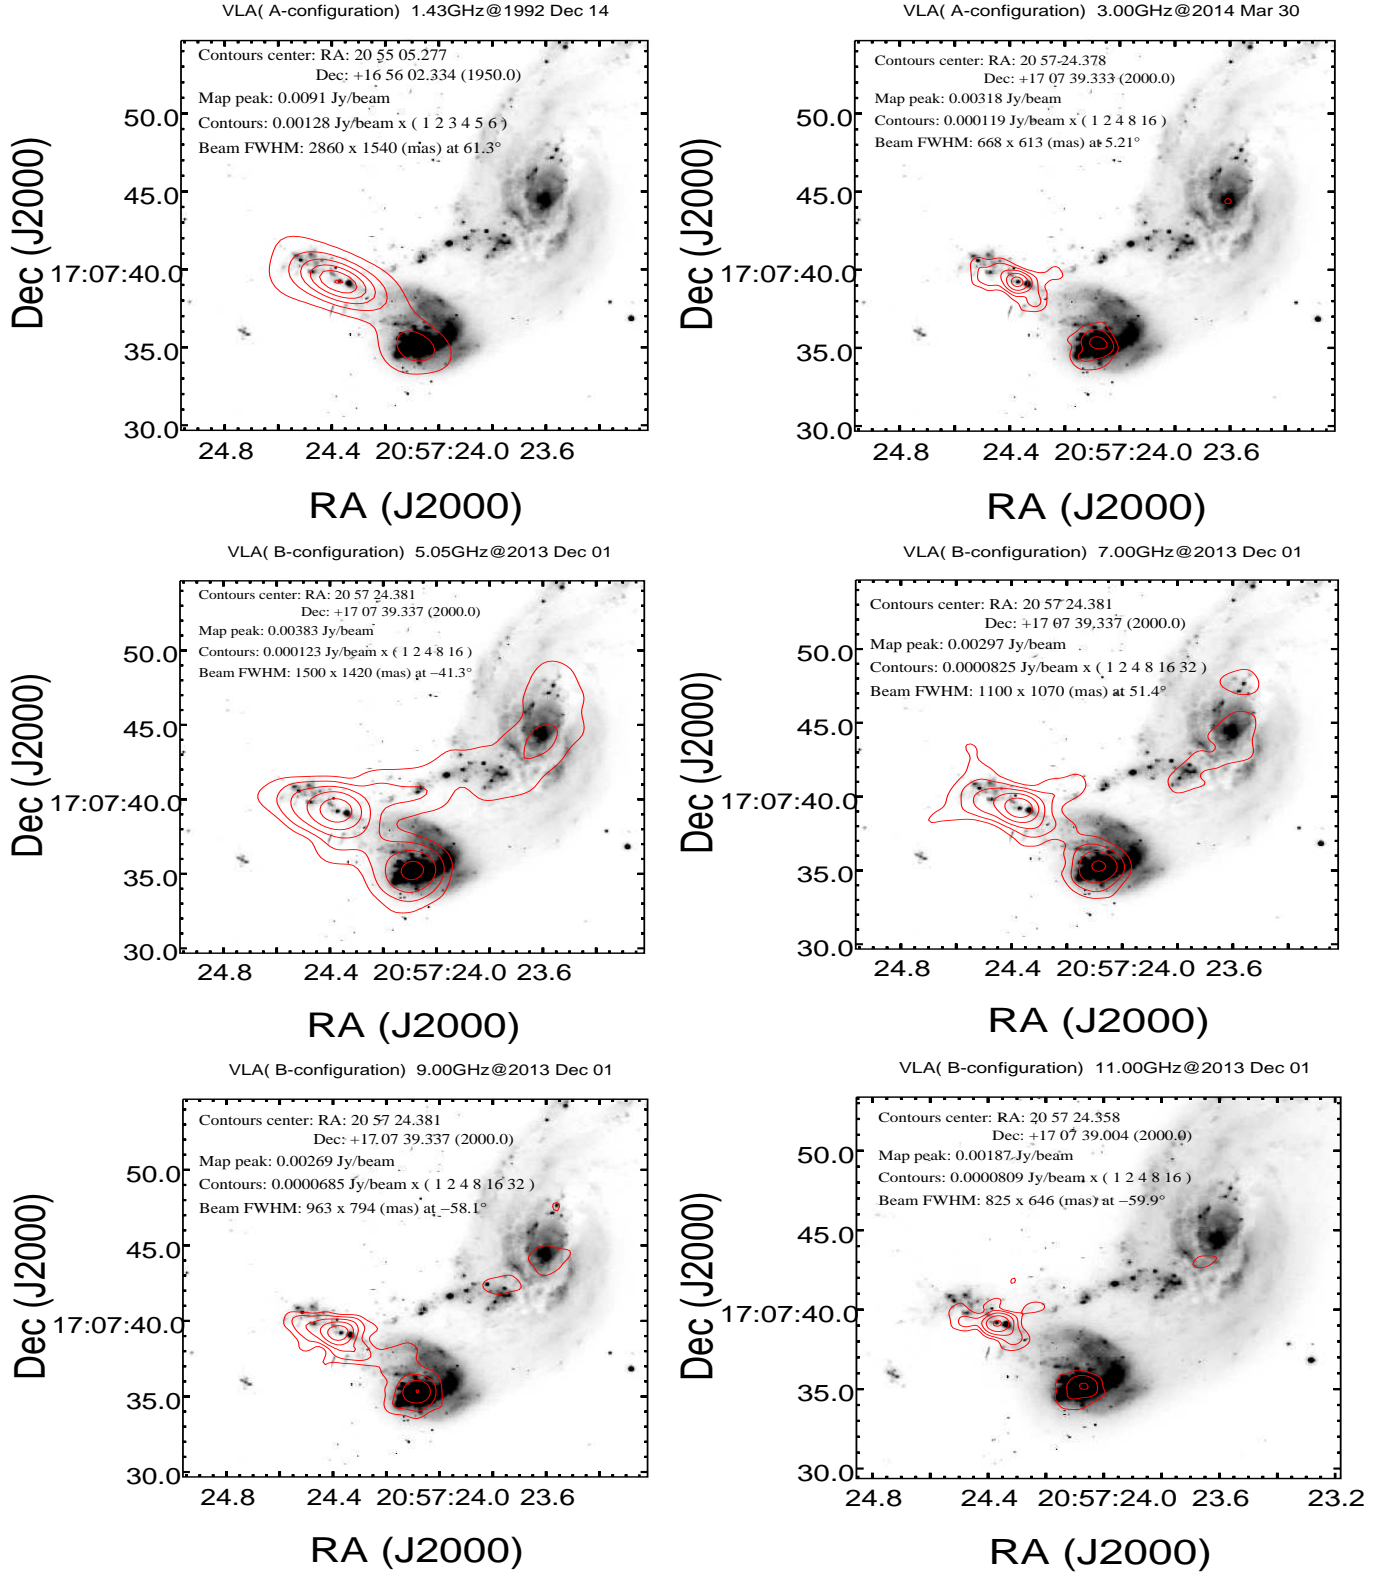 VLA( A-configuration) 1.43GHz@1992 Dec 14
Contours center: RA: 20 55 05.277
Dec: +16 56 02.334 (1950.0)
Map peak: 0.0091 Jy/beam
Contours: 0.00128 Jy/beam x ( 1 2 3 4 5 6 )
Beam FWHM: 2860 x 1540 (mas) at 61.3°
Dec (J2000)
50.0
45.0
17:07:40.0
35.0
30.0
24.8 24.4 20:57:24.0 23.6
RA (J2000)
VLA( A-configuration) 3.00GHz@2014 Mar 30
Contours center: RA: 20 57 24.378
Dec: +17 07 39.333 (2000.0)
Map peak: 0.00318 Jy/beam
Contours: 0.000119 Jy/beam x ( 1 2 4 8 16 )
Beam FWHM: 668 x 613 (mas) at 5.21°
Dec (J2000)
50.0
45.0
17:07:40.0
35.0
30.0
24.8 24.4 20:57:24.0 23.6
RA (J2000)
VLA( B-configuration) 5.05GHz@2013 Dec 01
Contours center: RA: 20 57 24.381
Dec: +17 07 39.337 (2000.0)
Map peak: 0.00383 Jy/beam
Contours: 0.000123 Jy/beam x ( 1 2 4 8 16 )
Beam FWHM: 1500 x 1420 (mas) at −41.3°
Dec (J2000)
50.0
45.0
17:07:40.0
35.0
30.0
24.8 24.4 20:57:24.0 23.6
RA (J2000)
VLA( B-configuration) 7.00GHz@2013 Dec 01
Contours center: RA: 20 57 24.381
Dec: +17 07 39.337 (2000.0)
Map peak: 0.00297 Jy/beam
Contours: 0.0000825 Jy/beam x ( 1 2 4 8 16 32 )
Beam FWHM: 1100 x 1070 (mas) at 51.4°
Dec (J2000)
50.0
45.0
17:07:40.0
35.0
30.0
24.8 24.4 20:57:24.0 23.6
RA (J2000)
VLA( B-configuration) 9.00GHz@2013 Dec 01
Contours center: RA: 20 57 24.381
Dec: +17 07 39.337 (2000.0)
Map peak: 0.00269 Jy/beam
Contours: 0.0000685 Jy/beam x ( 1 2 4 8 16 32 )
Beam FWHM: 963 x 794 (mas) at −58.1°
Dec (J2000)
50.0
45.0
17:07:40.0
35.0
30.0
24.8 24.4 20:57:24.0 23.6
RA (J2000)
VLA( B-configuration) 11.00GHz@2013 Dec 01
Contours center: RA: 20 57 24.358
Dec: +17 07 39.004 (2000.0)
Map peak: 0.00187 Jy/beam
Contours: 0.0000809 Jy/beam x ( 1 2 4 8 16 )
Beam FWHM: 825 x 646 (mas) at −59.9°
Dec (J2000)
50.0
45.0
17:07:40.0
35.0
30.0
24.8 24.4 20:57:24.0 23.6 23.2
RA (J2000)